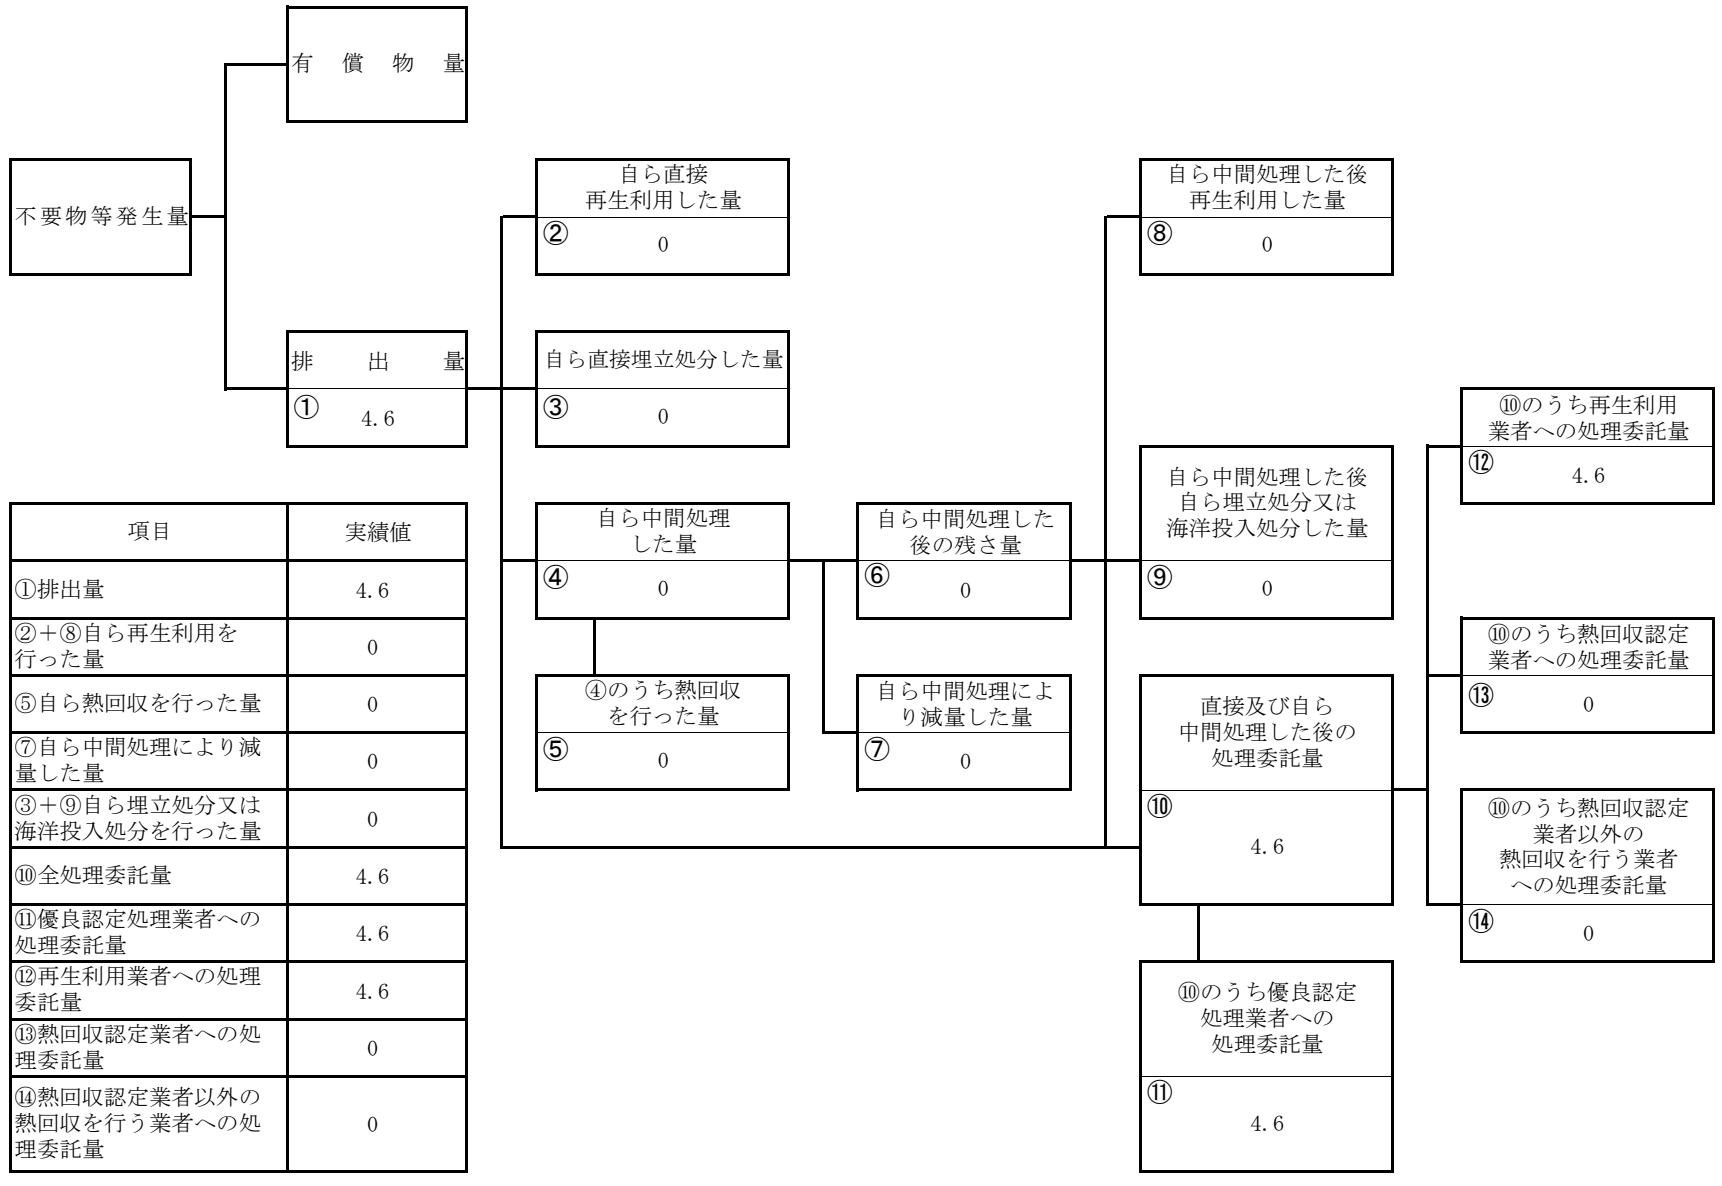 有償物量
不要物等発生量
自ら直接
再生利用した量
②
0
自ら中間処理した後
再生利用した量
⑧
0
排出量
①
4.6
自ら直接埋立処分した量
③
0
⑩のうち再生利用
業者への処理委託量
⑫
4.6
自ら中間処理
した量
④
0
自ら中間処理した
後の残さ量
⑥
0
自ら中間処理した後
自ら埋立処分又は
海洋投入処分した量
⑨
0
⑩のうち熱回収認定
業者への処理委託量
⑬
0
④のうち熱回収
を行った量
⑤
0
自ら中間処理によ
り減量した量
⑦
0
直接及び自ら
中間処理した後の
処理委託量
⑩
4.6
⑩のうち熱回収認定
業者以外の
熱回収を行う業者
への処理委託量
⑭
0
⑩のうち優良認定
処理業者への
処理委託量
⑪
4.6
項目 実績値
①排出量 4.6
②＋⑧自ら再生利用を
行った量
0
⑤自ら熱回収を行った量 0
⑦自ら中間処理により減
量した量
0
③＋⑨自ら埋立処分又は
海洋投入処分を行った量
0
⑩全処理委託量 4.6
⑪優良認定処理業者への
処理委託量
4.6
⑫再生利用業者への処理
委託量
4.6
⑬熱回収認定業者への処
理委託量
0
⑭熱回収認定業者以外の
熱回収を行う業者への処
理委託量
0